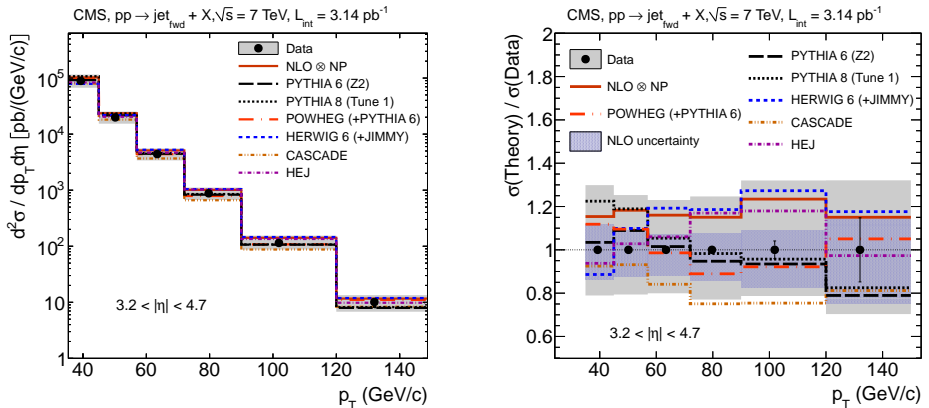 CMS, pp → jet_fwd + X, √s = 7 TeV, L_int = 3.14 pb⁻¹
d²σ / dp_T dη [pb/(GeV/c)]
10⁵
10⁴
10³
10²
10
1
Data
NLO ⊗ NP
PYTHIA 6 (Z2)
PYTHIA 8 (Tune 1)
POWHEG (+PYTHIA 6)
HERWIG 6 (+JIMMY)
CASCADE
HEJ
3.2 < |η| < 4.7
40 60 80 100 120 140
p_T (GeV/c)
CMS, pp → jet_fwd + X, √s = 7 TeV, L_int = 3.14 pb⁻¹
σ(Theory) / σ(Data)
2
1.8
1.6
1.4
1.2
1
0.8
0.6
Data
NLO ⊗ NP
POWHEG (+PYTHIA 6)
NLO uncertainty
PYTHIA 6 (Z2)
PYTHIA 8 (Tune 1)
HERWIG 6 (+JIMMY)
CASCADE
HEJ
3.2 < |η| < 4.7
40 60 80 100 120 140
p_T (GeV/c)